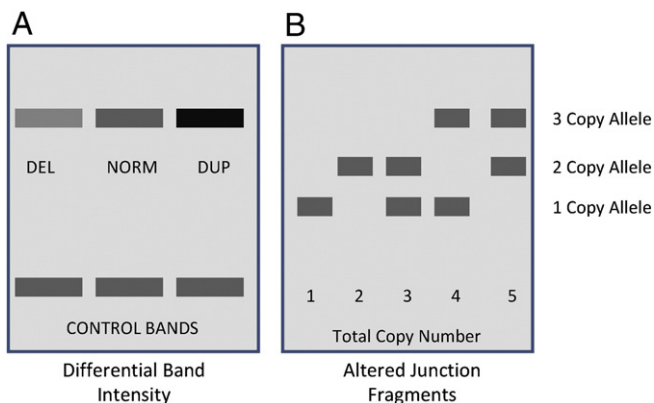 A
DEL NORM DUP
CONTROL BANDS
Differential Band
Intensity
B
3 Copy Allele
2 Copy Allele
1 Copy Allele
1 2 3 4 5
Total Copy Number
Altered Junction
Fragments